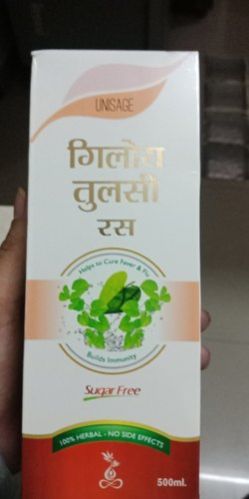 UNISAGE
गिलोय
तुलसी
रस
Helps to Cure Fever & Flu
Builds Immunity
Sugar Free
100% HERBAL - NO SIDE EFFECTS
500ml.